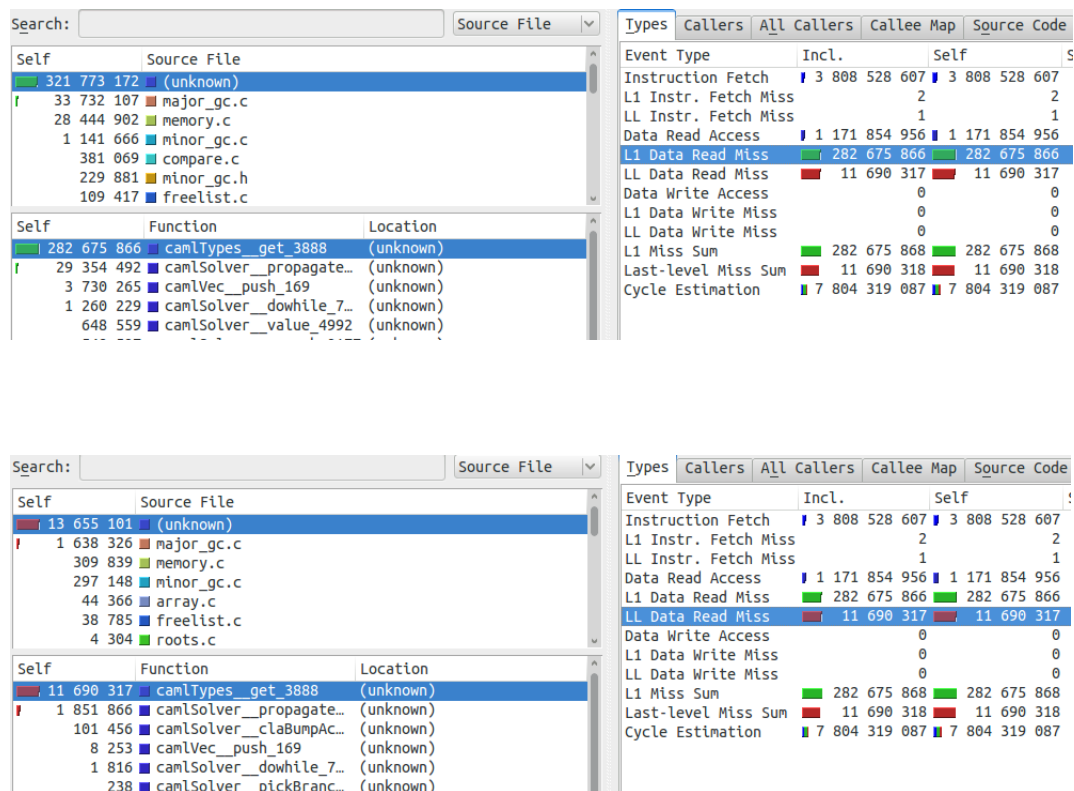 Search: Source File
Types Callers All Callers Callee Map Source Code
Self Source File
321 773 172 (unknown)
33 732 107 major_gc.c
28 444 902 memory.c
1 141 666 minor_gc.c
381 069 compare.c
229 881 minor_gc.h
109 417 freelist.c
Self Function Location
282 675 866 camlTypes__get_3888 (unknown)
29 354 492 camlSolver__propagate… (unknown)
3 730 265 camlVec__push_169 (unknown)
1 260 229 camlSolver__dowhile_7… (unknown)
648 559 camlSolver__value_4992 (unknown)
Event Type Incl. Self S
Instruction Fetch 3 808 528 607 3 808 528 607
L1 Instr. Fetch Miss 2 2
LL Instr. Fetch Miss 1 1
Data Read Access 1 171 854 956 1 171 854 956
L1 Data Read Miss 282 675 866 282 675 866
LL Data Read Miss 11 690 317 11 690 317
Data Write Access 0 0
L1 Data Write Miss 0 0
LL Data Write Miss 0 0
L1 Miss Sum 282 675 868 282 675 868
Last-level Miss Sum 11 690 318 11 690 318
Cycle Estimation 7 804 319 087 7 804 319 087
Search: Source File
Types Callers All Callers Callee Map Source Code
Self Source File
13 655 101 (unknown)
1 638 326 major_gc.c
309 839 memory.c
297 148 minor_gc.c
44 366 array.c
38 785 freelist.c
4 304 roots.c
Self Function Location
11 690 317 camlTypes__get_3888 (unknown)
1 851 866 camlSolver__propagate… (unknown)
101 456 camlSolver__claBumpAc… (unknown)
8 253 camlVec__push_169 (unknown)
1 816 camlSolver__dowhile_7… (unknown)
238 camlSolver__pickBranc… (unknown)
Event Type Incl. Self S
Instruction Fetch 3 808 528 607 3 808 528 607
L1 Instr. Fetch Miss 2 2
LL Instr. Fetch Miss 1 1
Data Read Access 1 171 854 956 1 171 854 956
L1 Data Read Miss 282 675 866 282 675 866
LL Data Read Miss 11 690 317 11 690 317
Data Write Access 0 0
L1 Data Write Miss 0 0
LL Data Write Miss 0 0
L1 Miss Sum 282 675 868 282 675 868
Last-level Miss Sum 11 690 318 11 690 318
Cycle Estimation 7 804 319 087 7 804 319 087